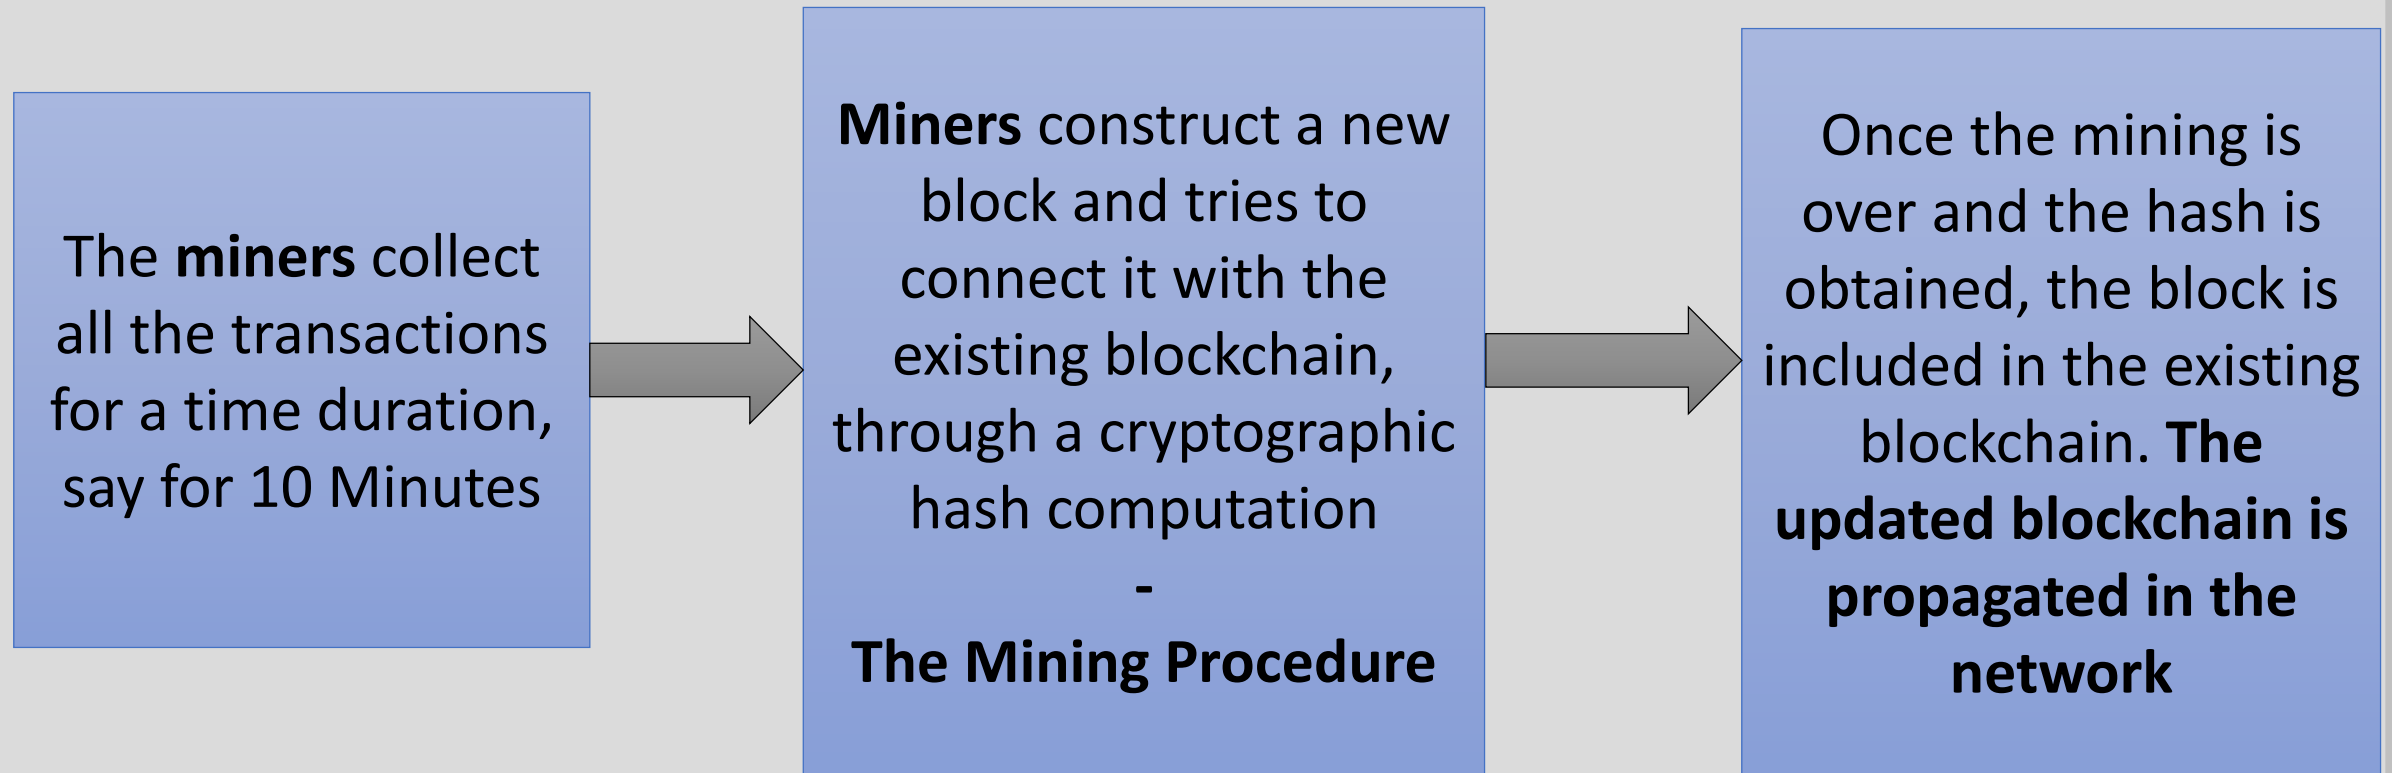 The miners collect
all the transactions
for a time duration,
say for 10 Minutes
Miners construct a new
block and tries to
connect it with the
existing blockchain,
through a cryptographic
hash computation
-
The Mining Procedure
Once the mining is
over and the hash is
obtained, the block is
included in the existing
blockchain. The
updated blockchain is
propagated in the
network